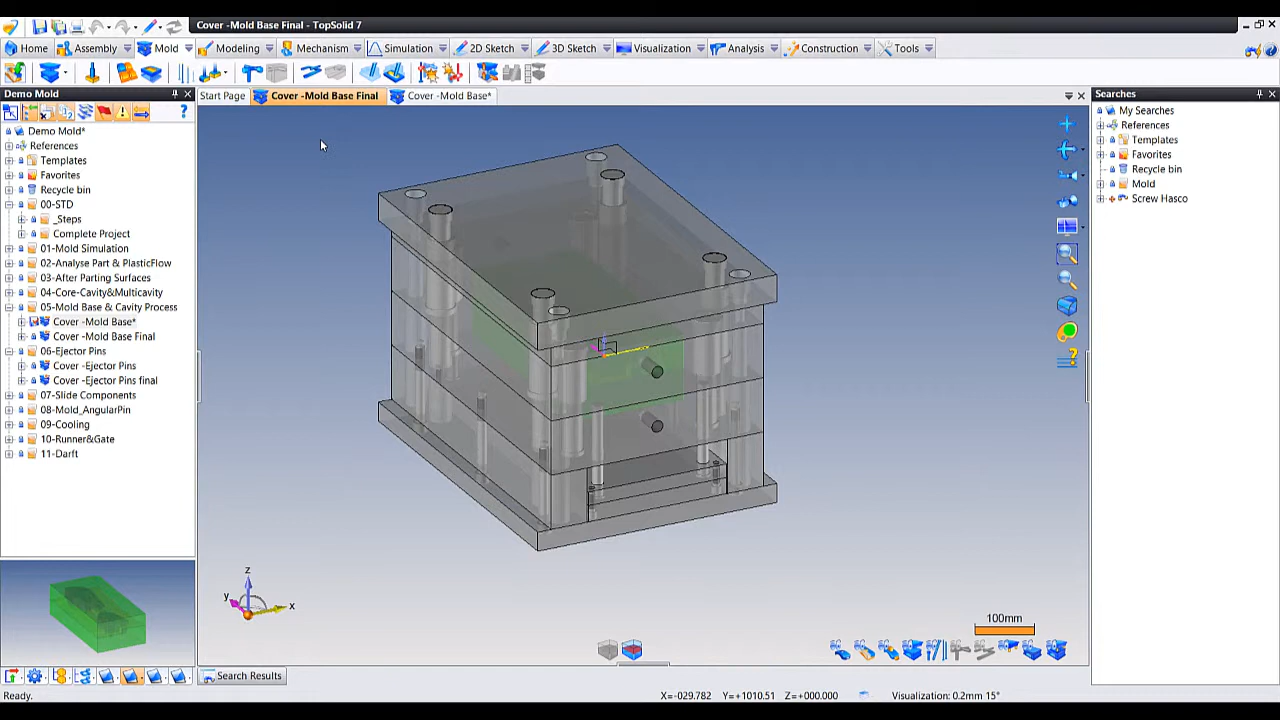 Cover -Mold Base Final - TopSolid 7
Home Assembly Mold Modeling Mechanism Simulation 2D Sketch 3D Sketch Visualization Analysis Construction Tools
Demo Mold
Start Page Cover -Mold Base Final Cover -Mold Base*
Searches
Demo Mold*
References
Templates
Favorites
Recycle bin
00-STD
_Steps
Complete Project
01-Mold Simulation
02-Analyse Part & PlasticFlow
03-After Parting Surfaces
04-Core-Cavity&Multicavity
05-Mold Base & Cavity Process
Cover -Mold Base*
Cover -Mold Base Final
06-Ejector Pins
Cover -Ejector Pins
Cover -Ejector Pins final
07-Slide Components
08-Mold_AngularPin
09-Cooling
10-Runner&Gate
11-Darft
My Searches
References
Templates
Favorites
Recycle bin
Mold
Screw Hasco
z
y
x
100mm
Search Results
Ready.
X=-029.782 Y=+1010.51 Z=+000.000 Visualization: 0.2mm 15°